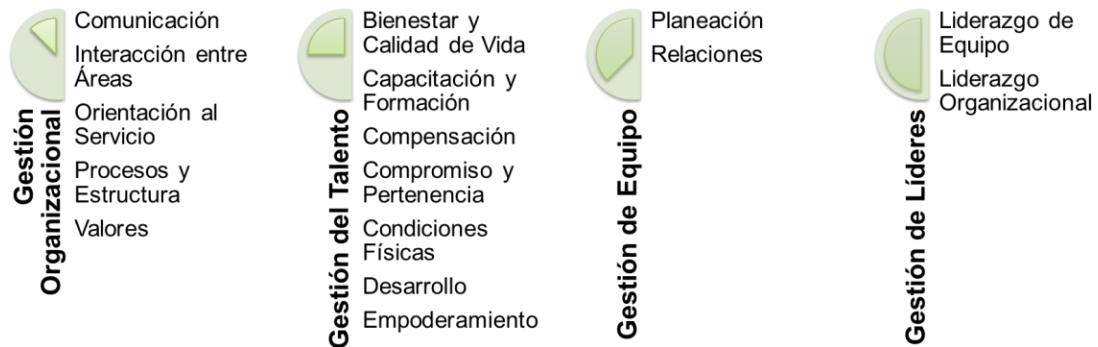 Gestión
Organizacional
Comunicación
Interacción entre
Áreas
Orientación al
Servicio
Procesos y
Estructura
Valores
Gestión del Talento
Bienestar y
Calidad de Vida
Capacitación y
Formación
Compensación
Compromiso y
Pertenencia
Condiciones
Físicas
Desarrollo
Empoderamiento
Gestión de Equipo
Planeación
Relaciones
Gestión de Líderes
Liderazgo de
Equipo
Liderazgo
Organizacional